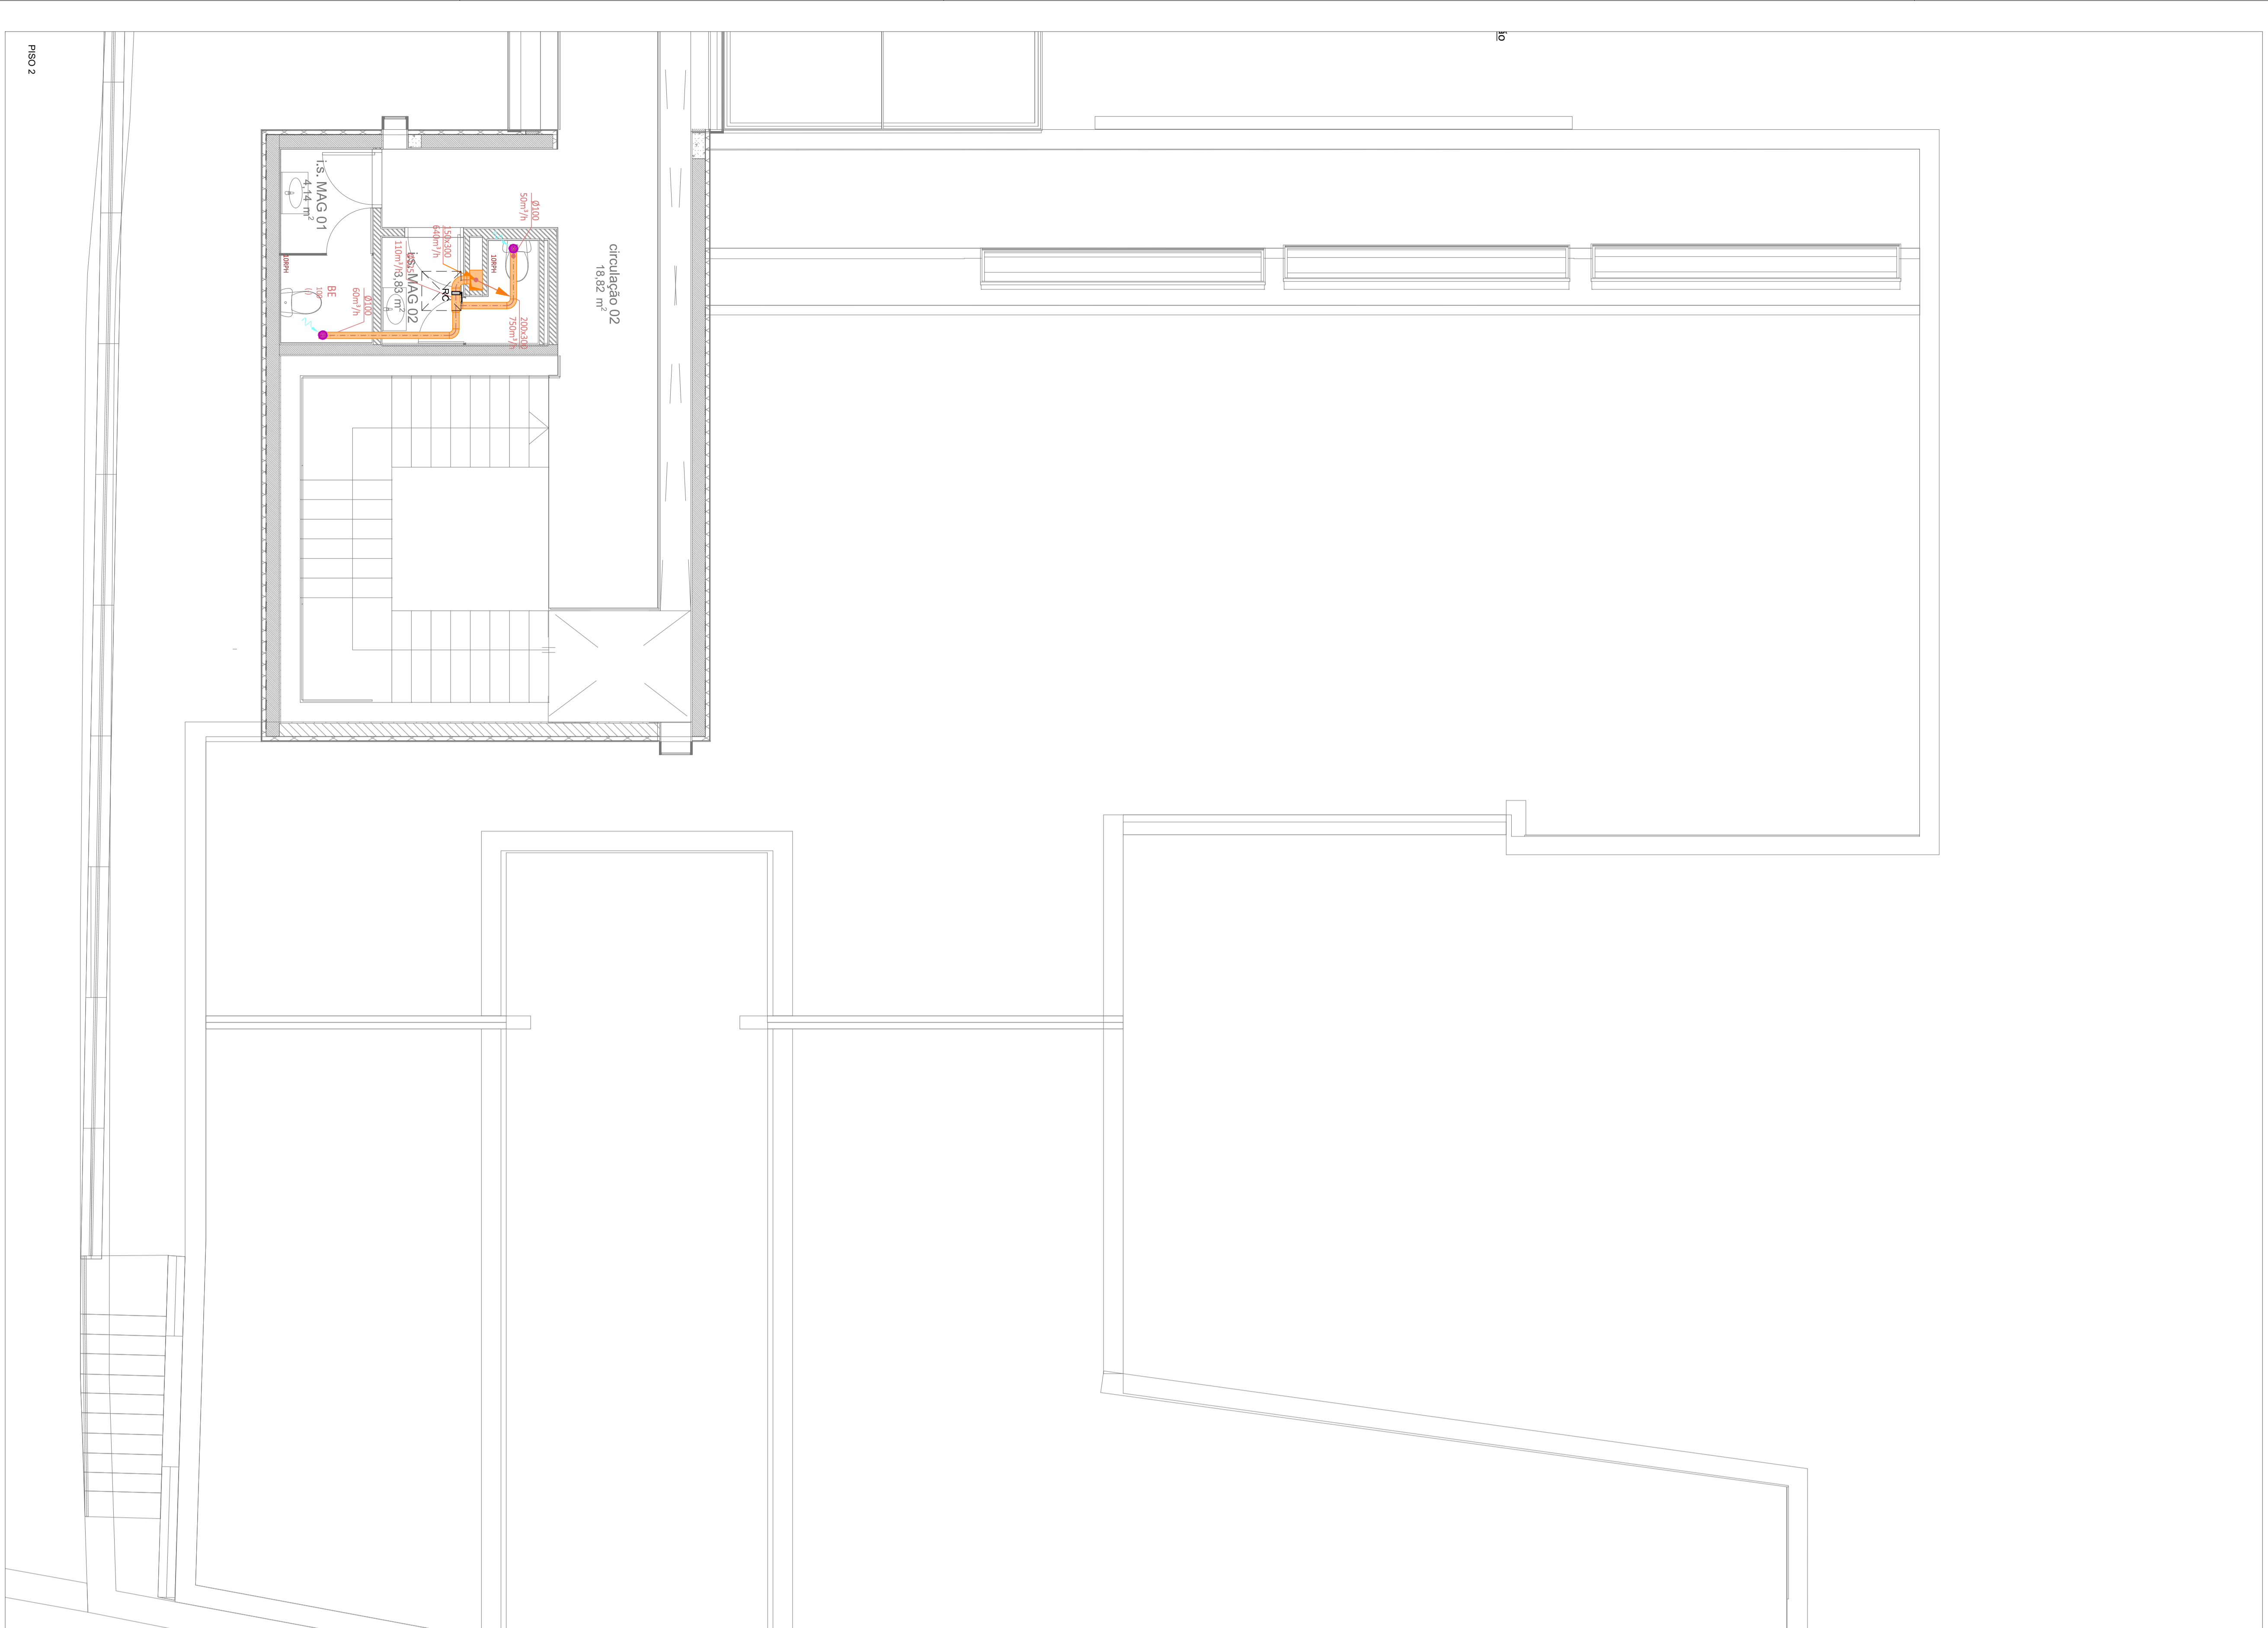 PISO 2
ão
i.s. MAG 01
4,14 m²
i.s. MAG 02
3,83 m²
circulação 02
18,82 m²
Ø100
50m³/h
150x300
640m³/h
110m³/h
10RPH
RC
200x300
750m³/h
Ø100
60m³/h
BE
10RPH